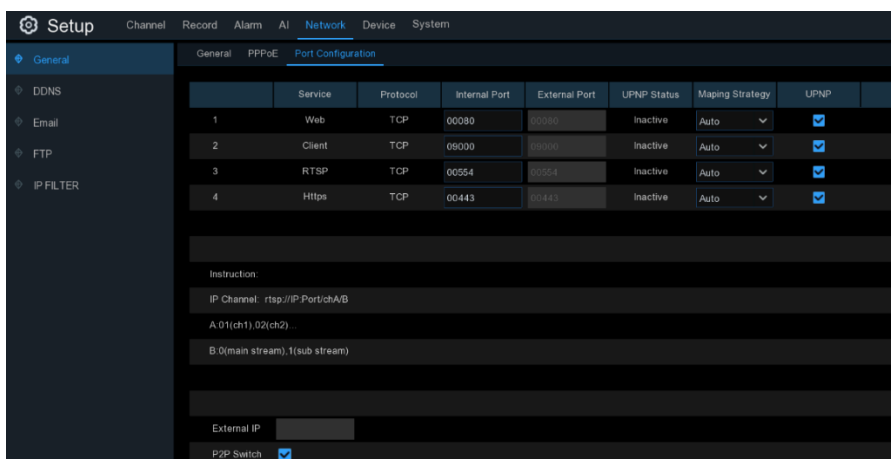 Setup Channel Record Alarm AI Network Device System
General General PPPoE Port Configuration
DDNS
Email
FTP
IP FILTER
Service Protocol Internal Port External Port UPNP Status Maping Strategy UPNP
1 Web TCP 00080 00080 Inactive Auto
2 Client TCP 09000 09000 Inactive Auto
3 RTSP TCP 00554 00554 Inactive Auto
4 Https TCP 00443 00443 Inactive Auto
Instruction:
IP Channel: rtsp://IP:Port/chA/B
A:01(ch1),02(ch2)...
B:0(main stream),1(sub stream)
External IP
P2P Switch